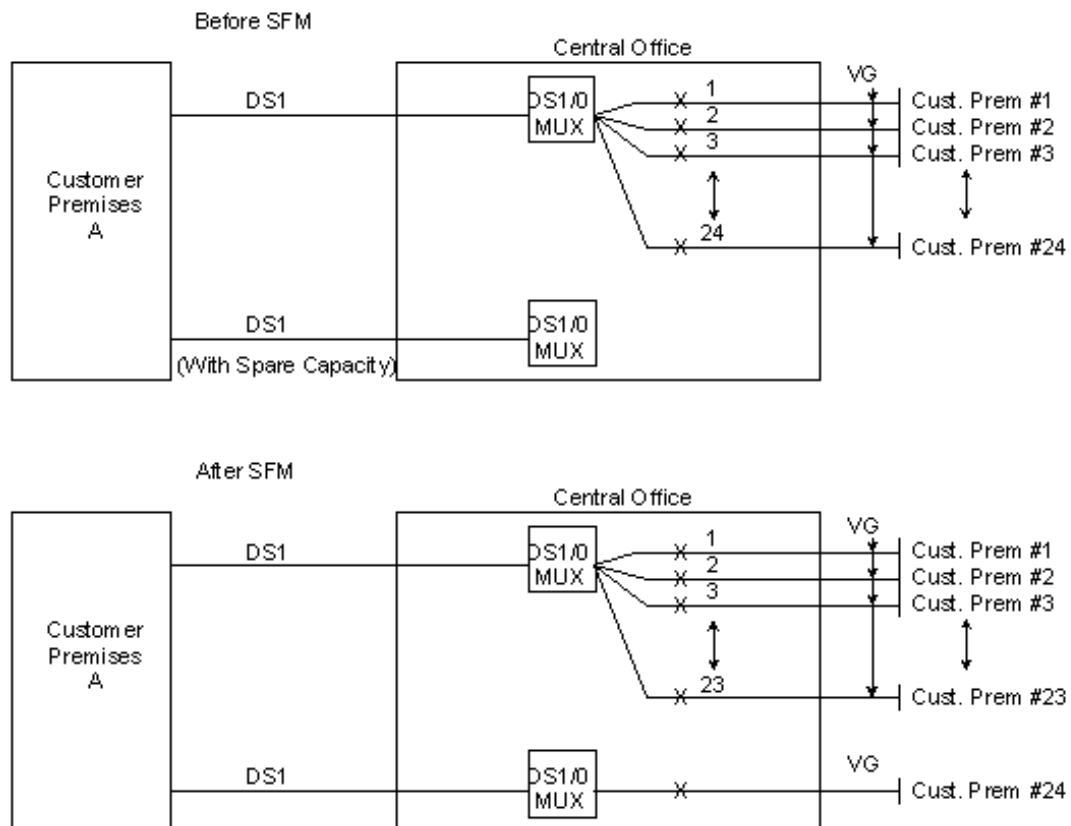 Before SFM
Central Office
DS1
DS1/0
MUX
1
2
3
24
VG
Cust. Prem #1
Cust. Prem #2
Cust. Prem #3
Cust. Prem #24
Customer
Premises
A
DS1
(With Spare Capacity)
DS1/0
MUX
After SFM
Central Office
DS1
DS1/0
MUX
1
2
3
23
VG
Cust. Prem #1
Cust. Prem #2
Cust. Prem #3
Cust. Prem #23
Customer
Premises
A
DS1
DS1/0
MUX
VG
Cust. Prem #24